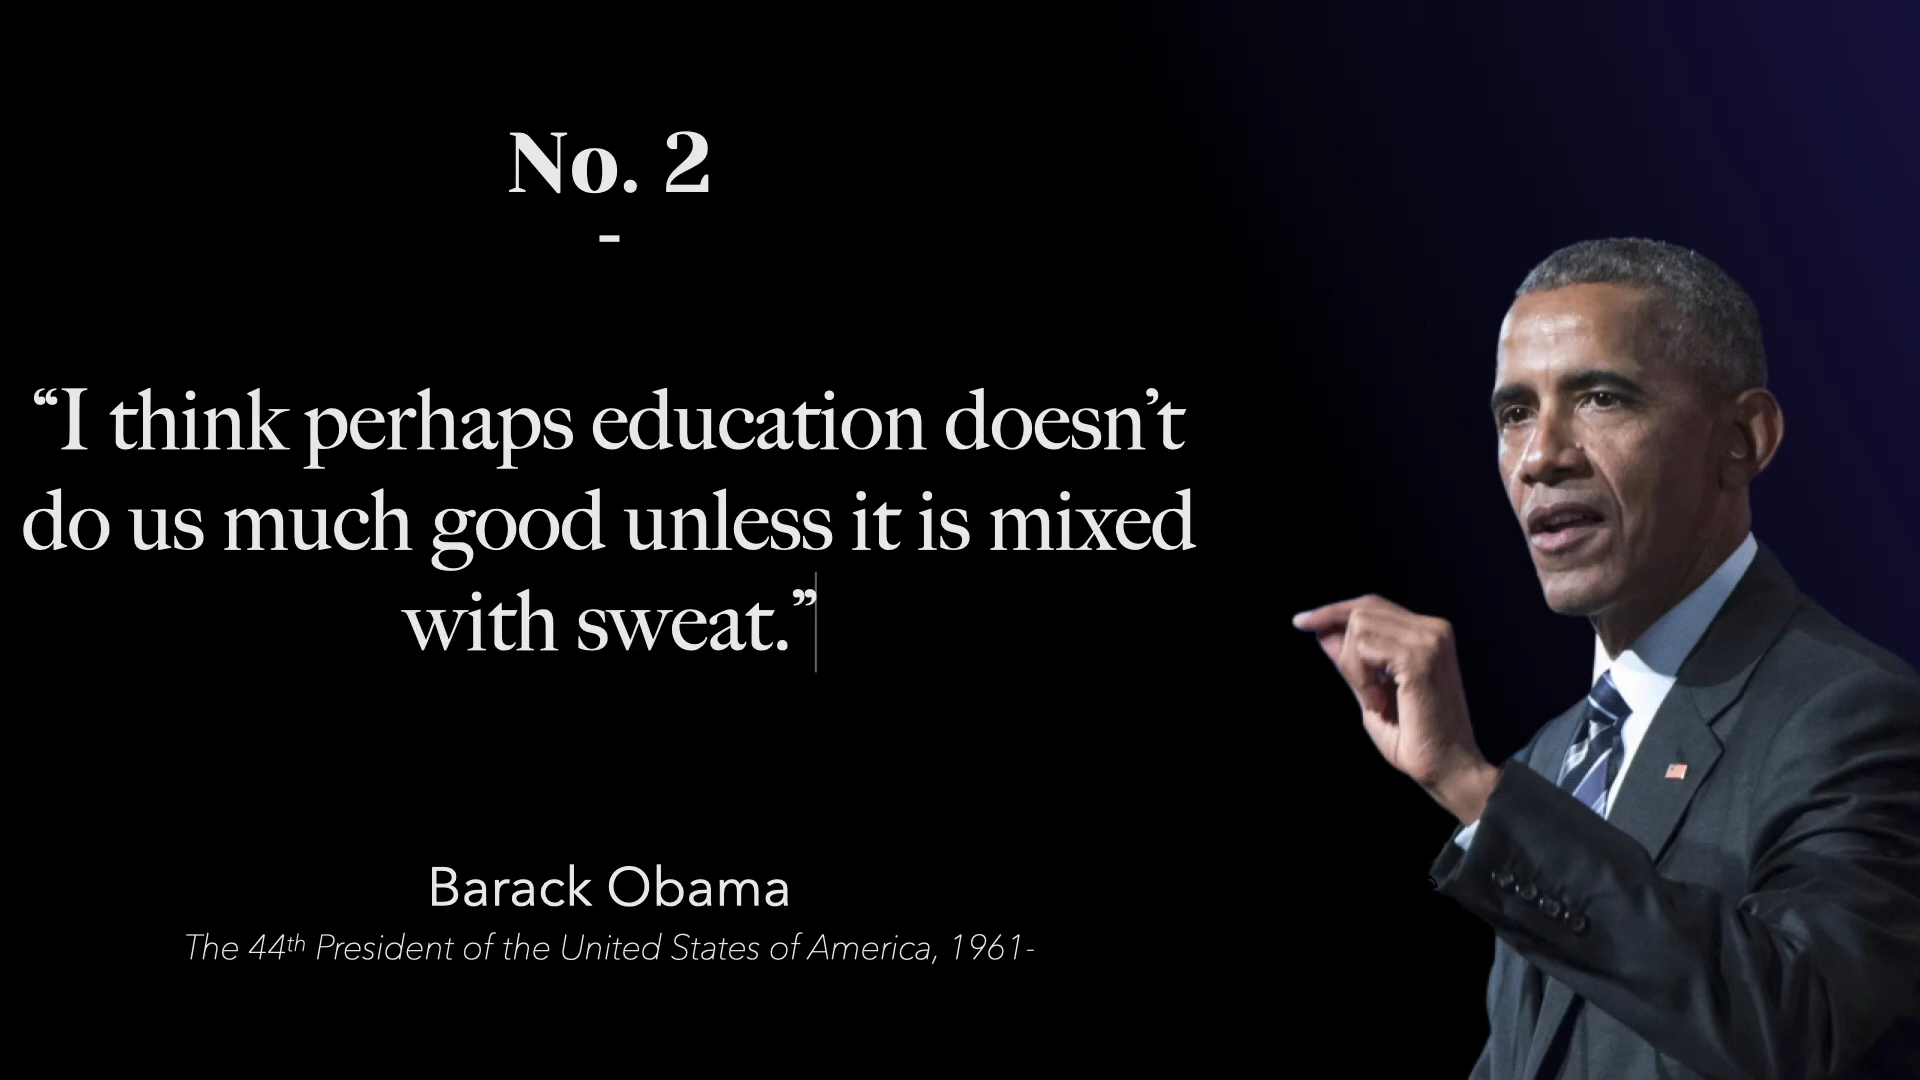 No. 2
-
“I think perhaps education doesn’t
do us much good unless it is mixed
with sweat.”
Barack Obama
The 44th President of the United States of America, 1961-